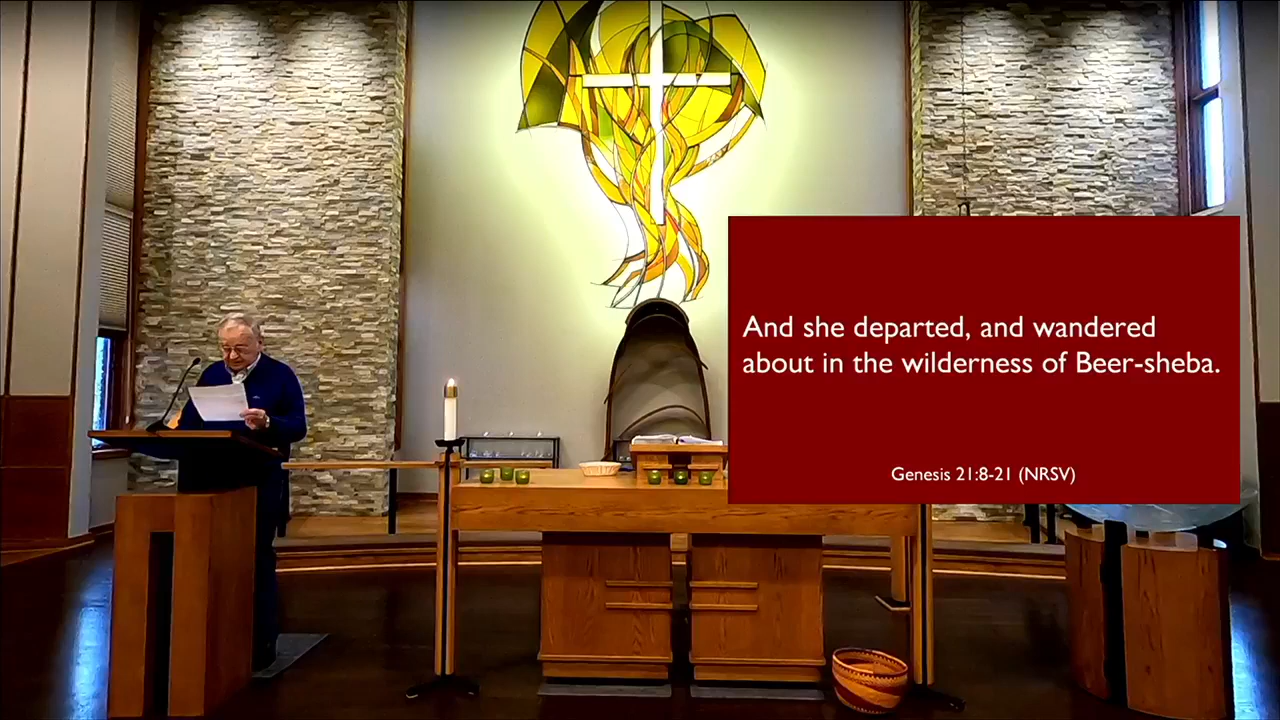 And she departed, and wandered
about in the wilderness of Beer-sheba.
Genesis 21:8-21 (NRSV)